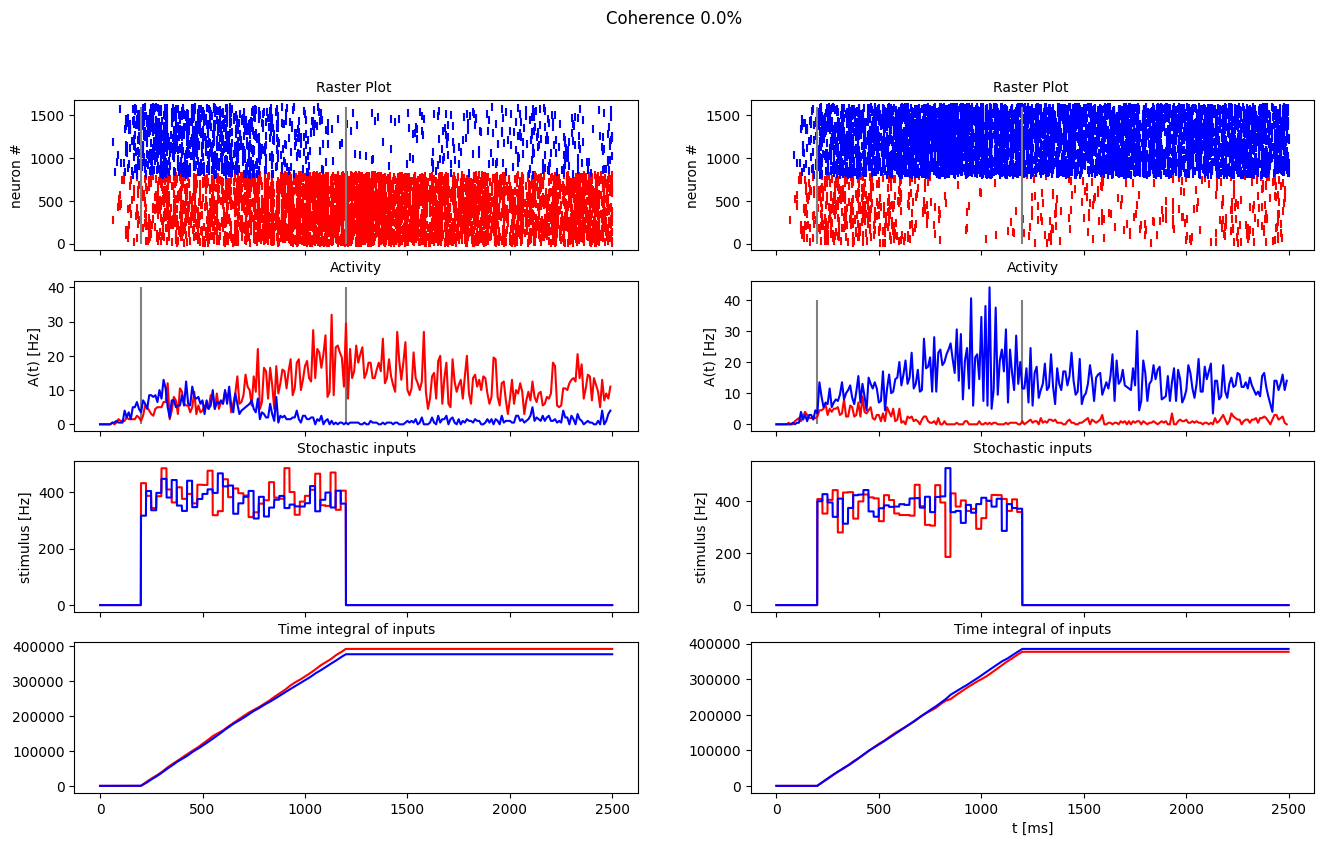 Coherence 0.0%
Raster Plot
neuron #
1500
1000
500
0
Activity
A(t) [Hz]
40
30
20
10
0
Stochastic inputs
stimulus [Hz]
400
200
0
Time integral of inputs
400000
300000
200000
100000
0
0 500 1000 1500 2000 2500
Raster Plot
neuron #
1500
1000
500
0
Activity
A(t) [Hz]
40
30
20
10
0
Stochastic inputs
stimulus [Hz]
400
200
0
Time integral of inputs
400000
300000
200000
100000
0
0 500 1000 1500 2000 2500
t [ms]